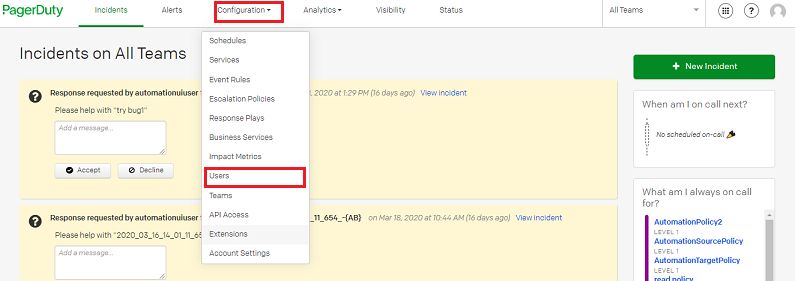 PagerDuty Incidents Alerts Configuration Analytics Visibility Status All Teams
Incidents on All Teams
Response requested by automationuiuser
2020 at 1:29 PM (16 days ago) View incident
Please help with "try bug1"
Add a message...
Accept Decline
Response requested by automationuiuser
_11_654_-{AB} on Mar 18, 2020 at 10:44 AM (16 days ago) View incident
Please help with "2020_03_16_14_01_11_65
Add a message...
Schedules
Services
Event Rules
Escalation Policies
Response Plays
Business Services
Impact Metrics
Users
Teams
API Access
Extensions
Account Settings
+ New Incident
When am I on call next?
No scheduled on-call
What am I always on call
for?
AutomationPolicy2
LEVEL 1
AutomationSourcePolicy
LEVEL 1
AutomationTargetPolicy
LEVEL 1
read policy